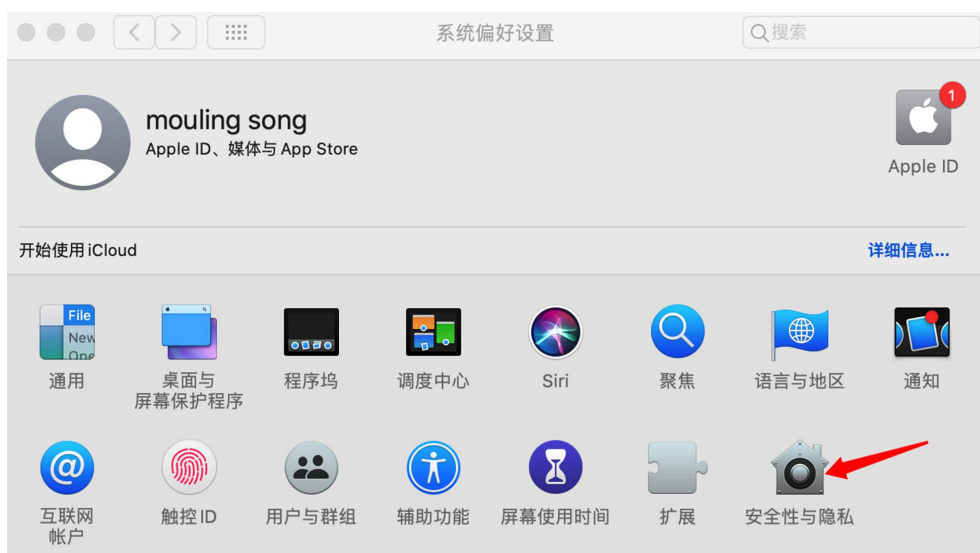 系统偏好设置
搜索
mouling song
Apple ID、媒体与 App Store
1
Apple ID
开始使用 iCloud
详细信息...
File
New
Ope
通用
桌面与
屏幕保护程序
程序坞
调度中心
Siri
聚焦
语言与地区
通知
@
互联网
帐户
触控 ID
用户与群组
辅助功能
屏幕使用时间
扩展
安全性与隐私